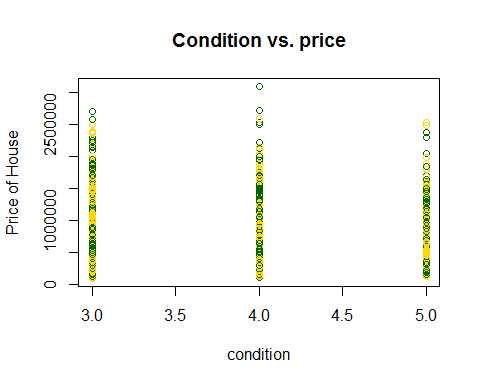 Condition vs. price
Price of House
2500000
1000000
0
3.0 3.5 4.0 4.5 5.0
condition